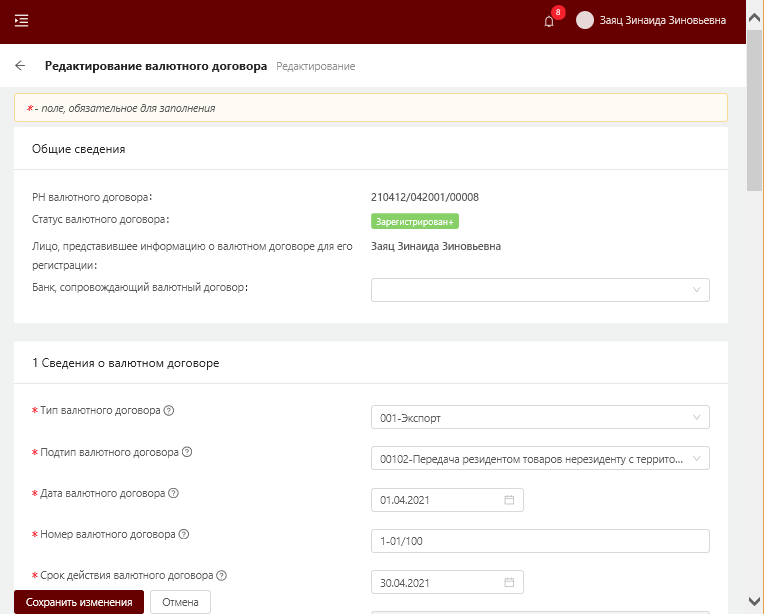 8
Заяц Зинаида Зиновьевна
Редактирование валютного договора Редактирование
* - поле, обязательное для заполнения
Общие сведения
РН валютного договора: 210412/042001/00008
Статус валютного договора: Зарегистрирован+
Лицо, представившее информацию о валютном договоре для его регистрации: Заяц Зинаида Зиновьевна
Банк, сопровождающий валютный договор:
1 Сведения о валютном договоре
* Тип валютного договора ? 001-Экспорт
* Подтип валютного договора ? 00102-Передача резидентом товаров нерезиденту с террито...
* Дата валютного договора ? 01.04.2021
* Номер валютного договора ? 1-01/100
* Срок действия валютного договора ? 30.04.2021
Сохранить изменения Отмена